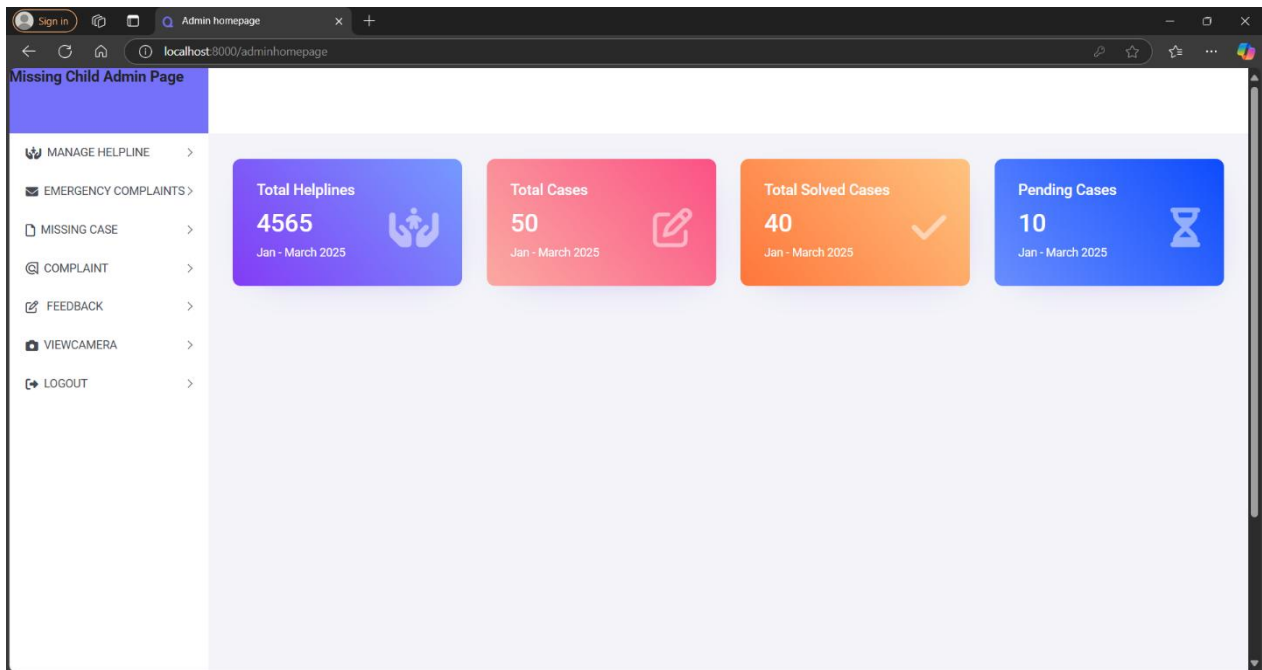 Sign in
Admin homepage
localhost:8000/adminhomepage
Missing Child Admin Page
MANAGE HELPLINE
EMERGENCY COMPLAINTS
MISSING CASE
COMPLAINT
FEEDBACK
VIEWCAMERA
LOGOUT
Total Helplines
4565
Jan - March 2025
Total Cases
50
Jan - March 2025
Total Solved Cases
40
Jan - March 2025
Pending Cases
10
Jan - March 2025